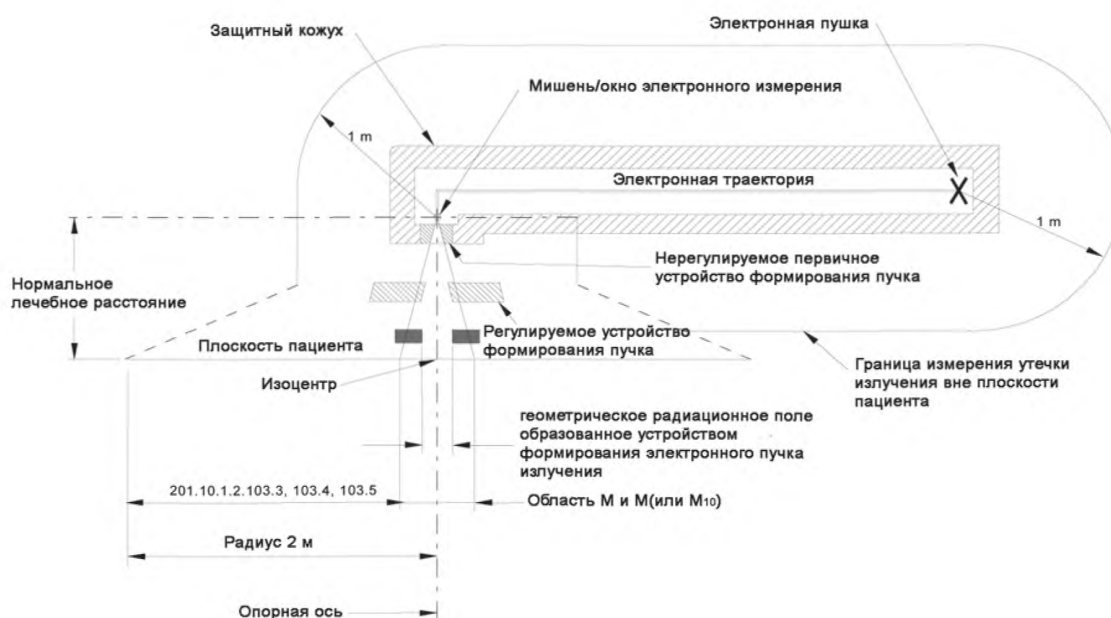 Защитный кожух
Электронная пушка
Мишень/окно электронного измерения
1 m
Электронная траектория
1 m
Нормальное
лечебное расстояние
Нерегулируемое первичное
устройство формирования пучка
Регулируемое устройство
формирования пучка
Плоскость пациента
Изоцентр
Граница измерения утечки
излучения вне плоскости
пациента
геометрическое радиационное поле
образованное устройством
формирования электронного пучка
излучения
201.10.1.2.103.3, 103.4, 103.5
Область М и М(или М10)
Радиус 2 м
Опорная ось